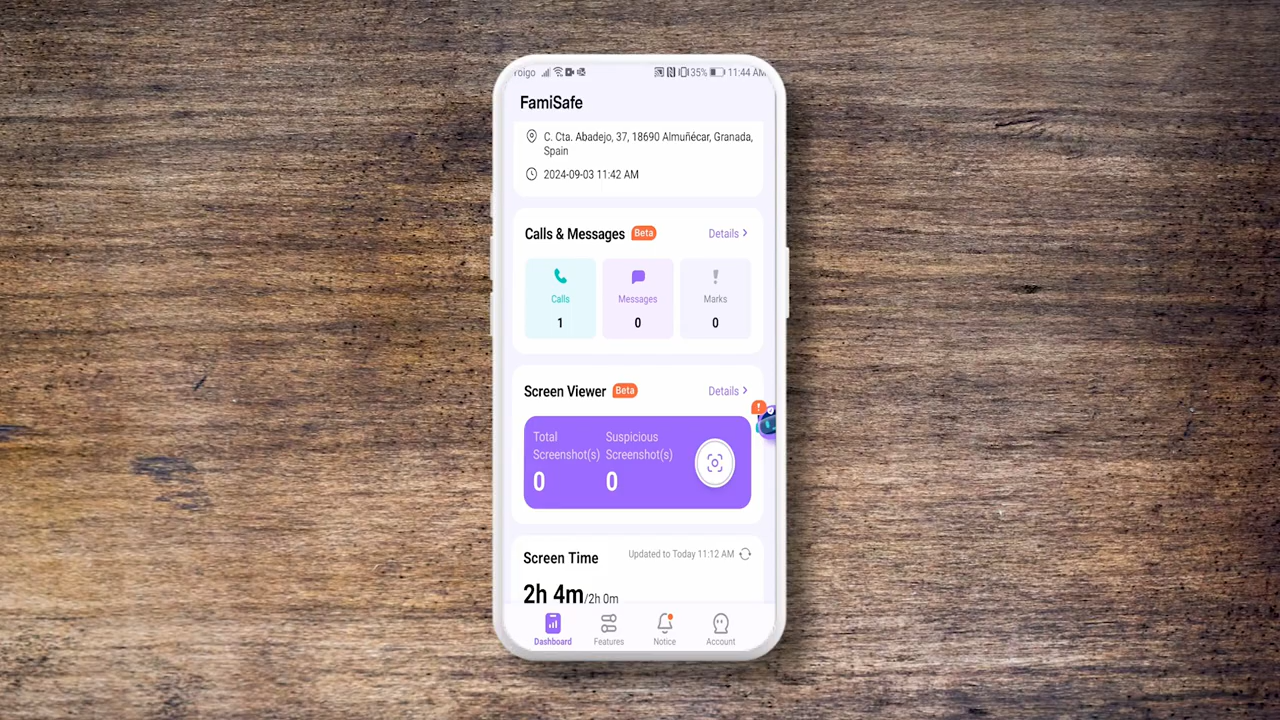 35% 11:44 AM
FamiSafe
C. Cta. Abadejo, 37, 18690 Almuñécar, Granada,
Spain
2024-09-03 11:42 AM
Calls & Messages Beta Details >
Calls
1
Messages
0
!
Marks
0
Screen Viewer Beta Details >
!
Total
Screenshot(s)
0
Suspicious
Screenshot(s)
0
Screen Time Updated to Today 11:12 AM
2h 4m/2h 0m
Dashboard Features Notice Account